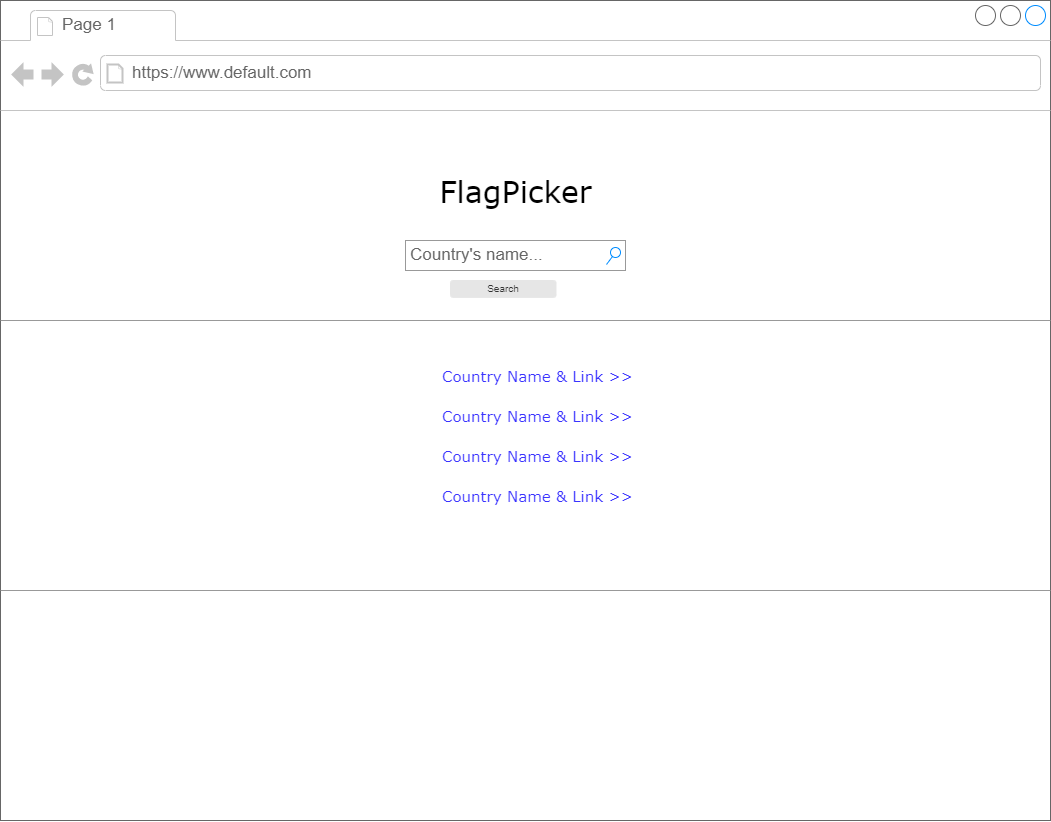 Page 1
https://www.default.com
FlagPicker
Country's name...
Search
Country Name & Link >>
Country Name & Link >>
Country Name & Link >>
Country Name & Link >>